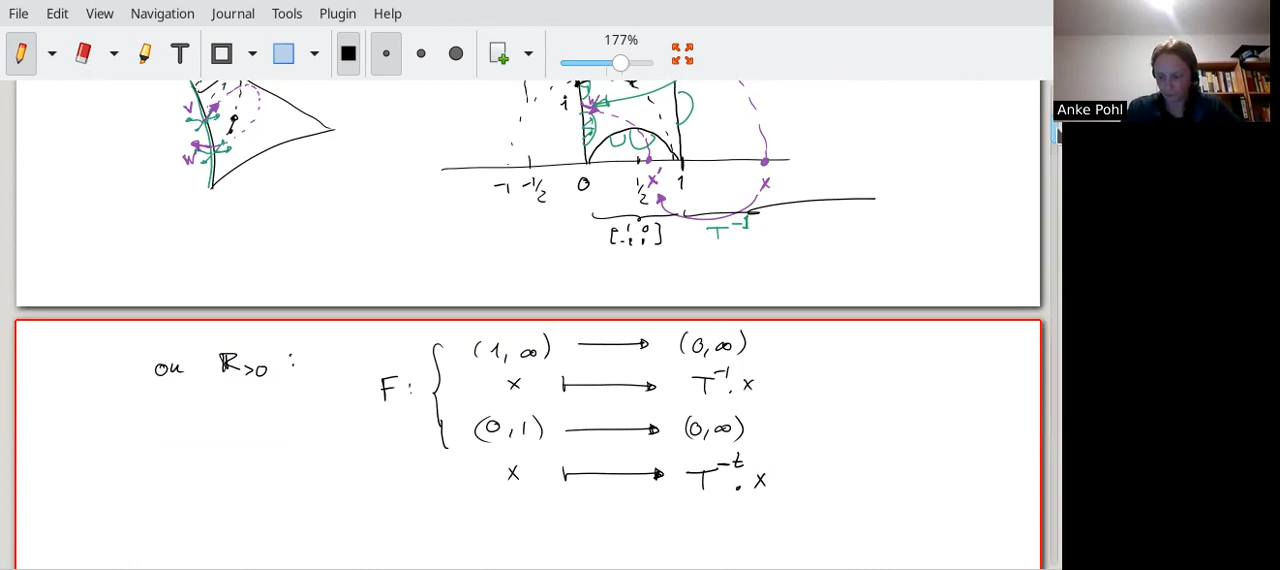 File Edit View Navigation Journal Tools Plugin Help
177%
Anke Pohl
V
W
i
-1 -1/2 0 1/2 x' 1 x
T^{-1}
on ℝ_{>0} :
F : { (1, ∞) ⟶ (0, ∞)
x ⟼ T^{-1} . x
(0, 1) ⟶ (0, ∞)
x ⟼ T^{-t} . x